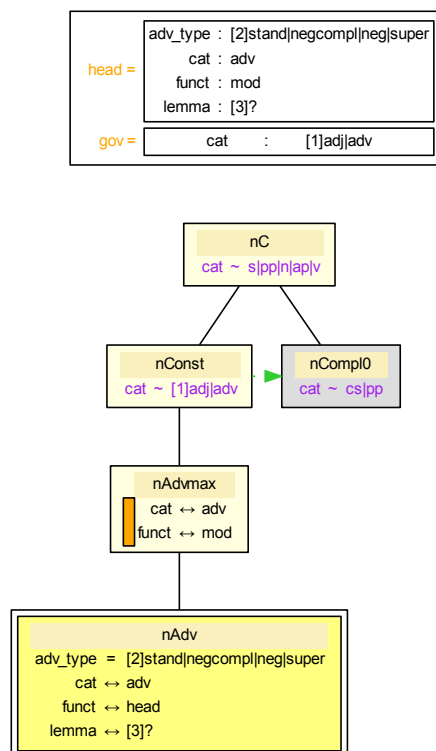 head =
adv_type : [2]stand|negcompl|neg|super
cat : adv
funct : mod
lemma : [3]?
gov = cat : [1]adj|adv
nC
cat ~ s|pp|n|ap|v
nConst
cat ~ [1]adj|adv
nCompl0
cat ~ cs|pp
nAdvmax
cat ↔ adv
funct ↔ mod
nAdv
adv_type = [2]stand|negcompl|neg|super
cat ↔ adv
funct ↔ head
lemma ↔ [3]?